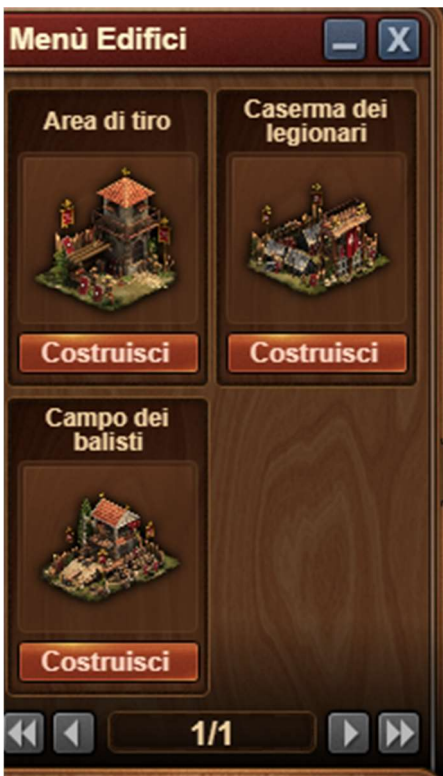 Menù Edifici
X
Area di tiro
Caserma dei
legionari
Costruisci
Costruisci
Campo dei
balisti
Costruisci
1/1